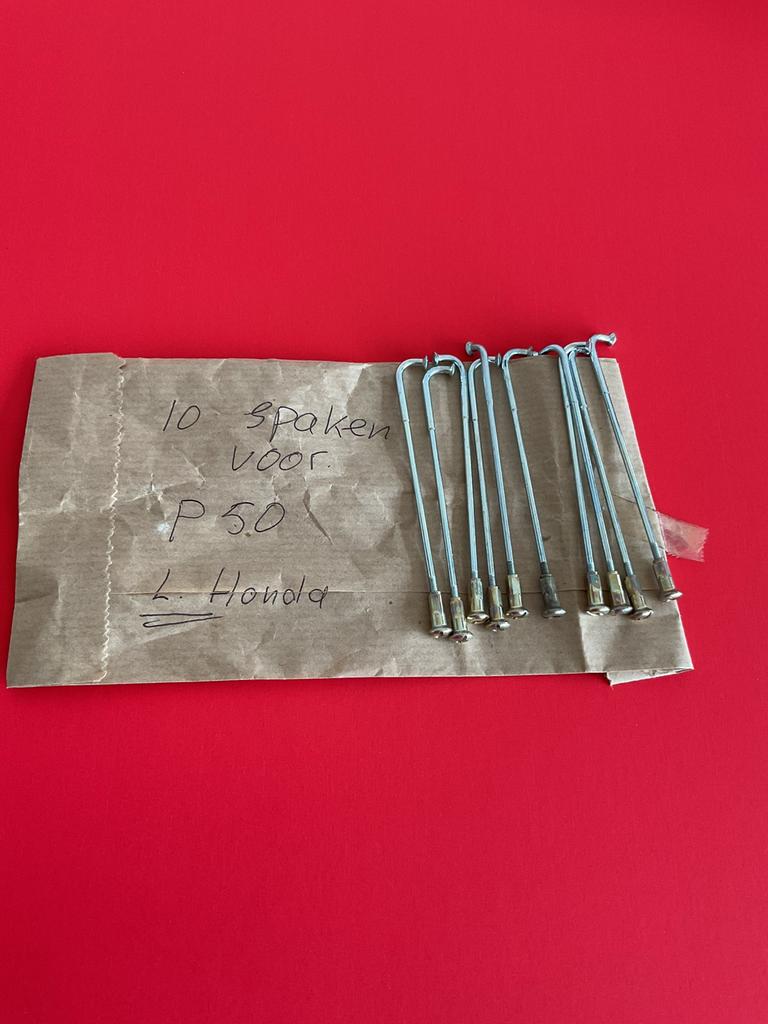 10 spaken
voor.
P 50
L. Honda